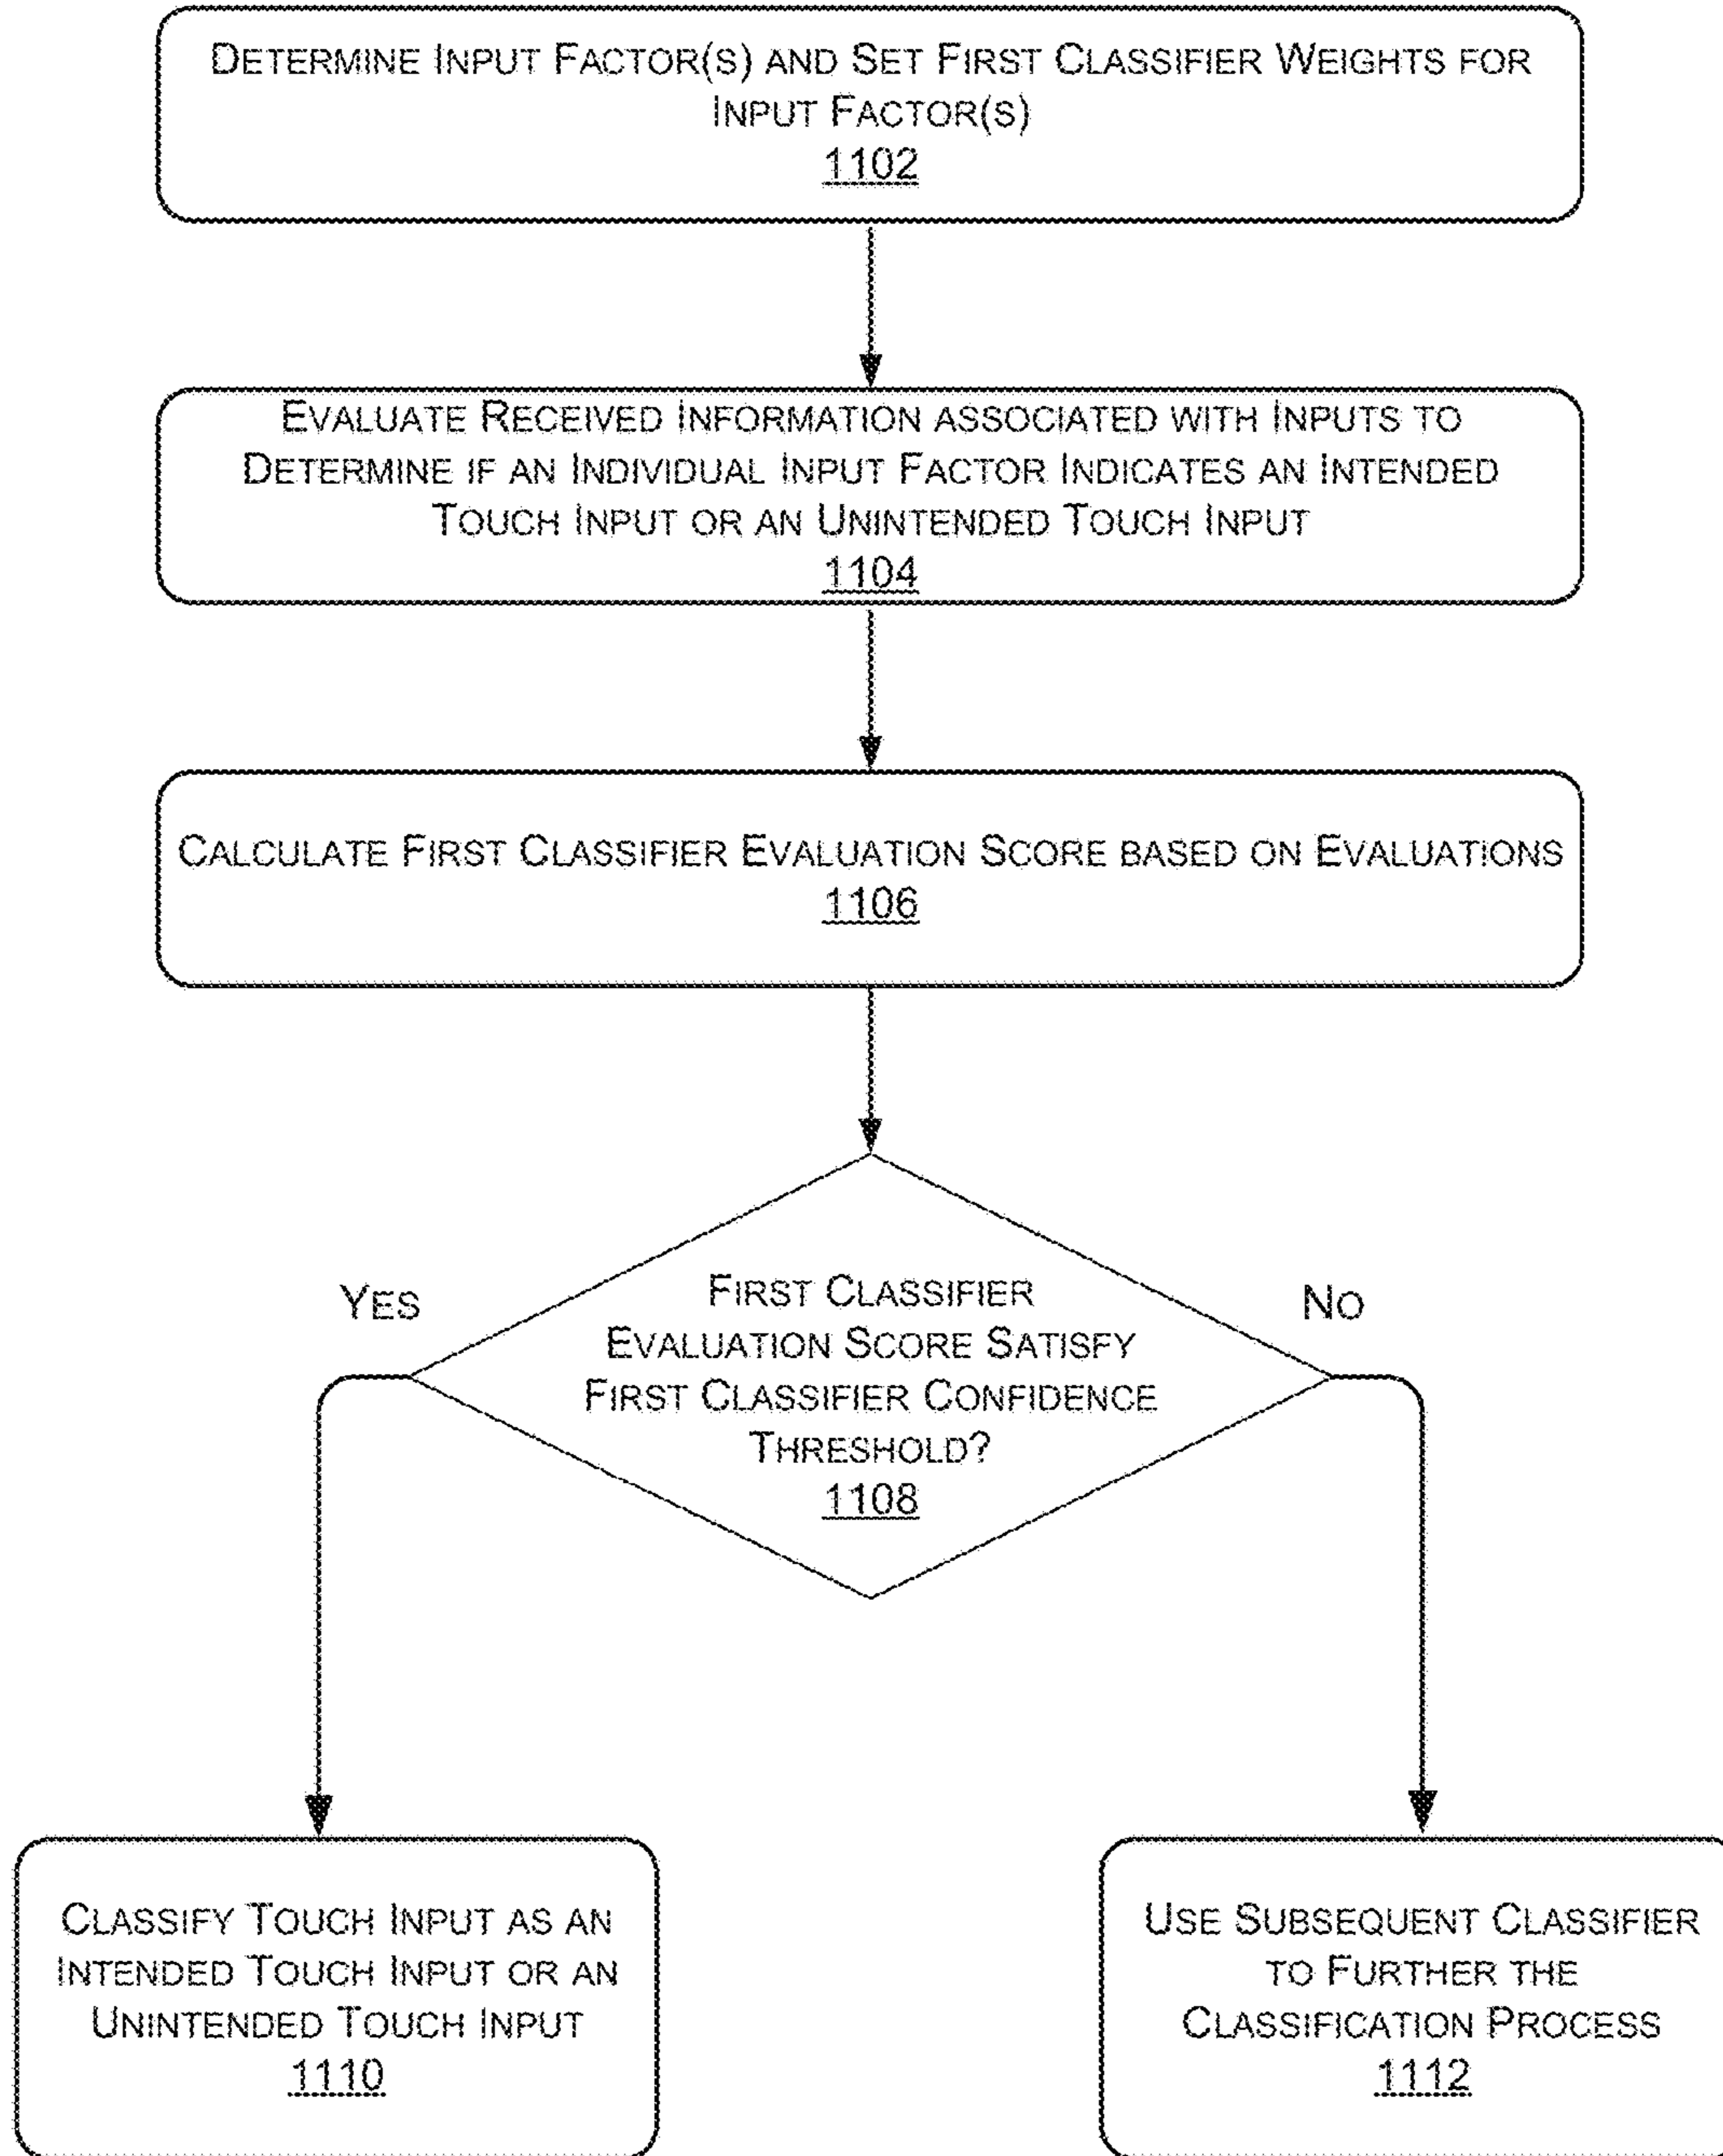 DETERMINE INPUT FACTOR(S) AND SET FIRST CLASSIFIER WEIGHTS FOR
INPUT FACTOR(S)
1102
EVALUATE RECEIVED INFORMATION ASSOCIATED WITH INPUTS TO
DETERMINE IF AN INDIVIDUAL INPUT FACTOR INDICATES AN INTENDED
TOUCH INPUT OR AN UNINTENDED TOUCH INPUT
1104
CALCULATE FIRST CLASSIFIER EVALUATION SCORE BASED ON EVALUATIONS
1106
YES
NO
FIRST CLASSIFIER
EVALUATION SCORE SATISFY
FIRST CLASSIFIER CONFIDENCE
THRESHOLD?
1108
CLASSIFY TOUCH INPUT AS AN
INTENDED TOUCH INPUT OR AN
UNINTENDED TOUCH INPUT
1110
USE SUBSEQUENT CLASSIFIER
TO FURTHER THE
CLASSIFICATION PROCESS
1112